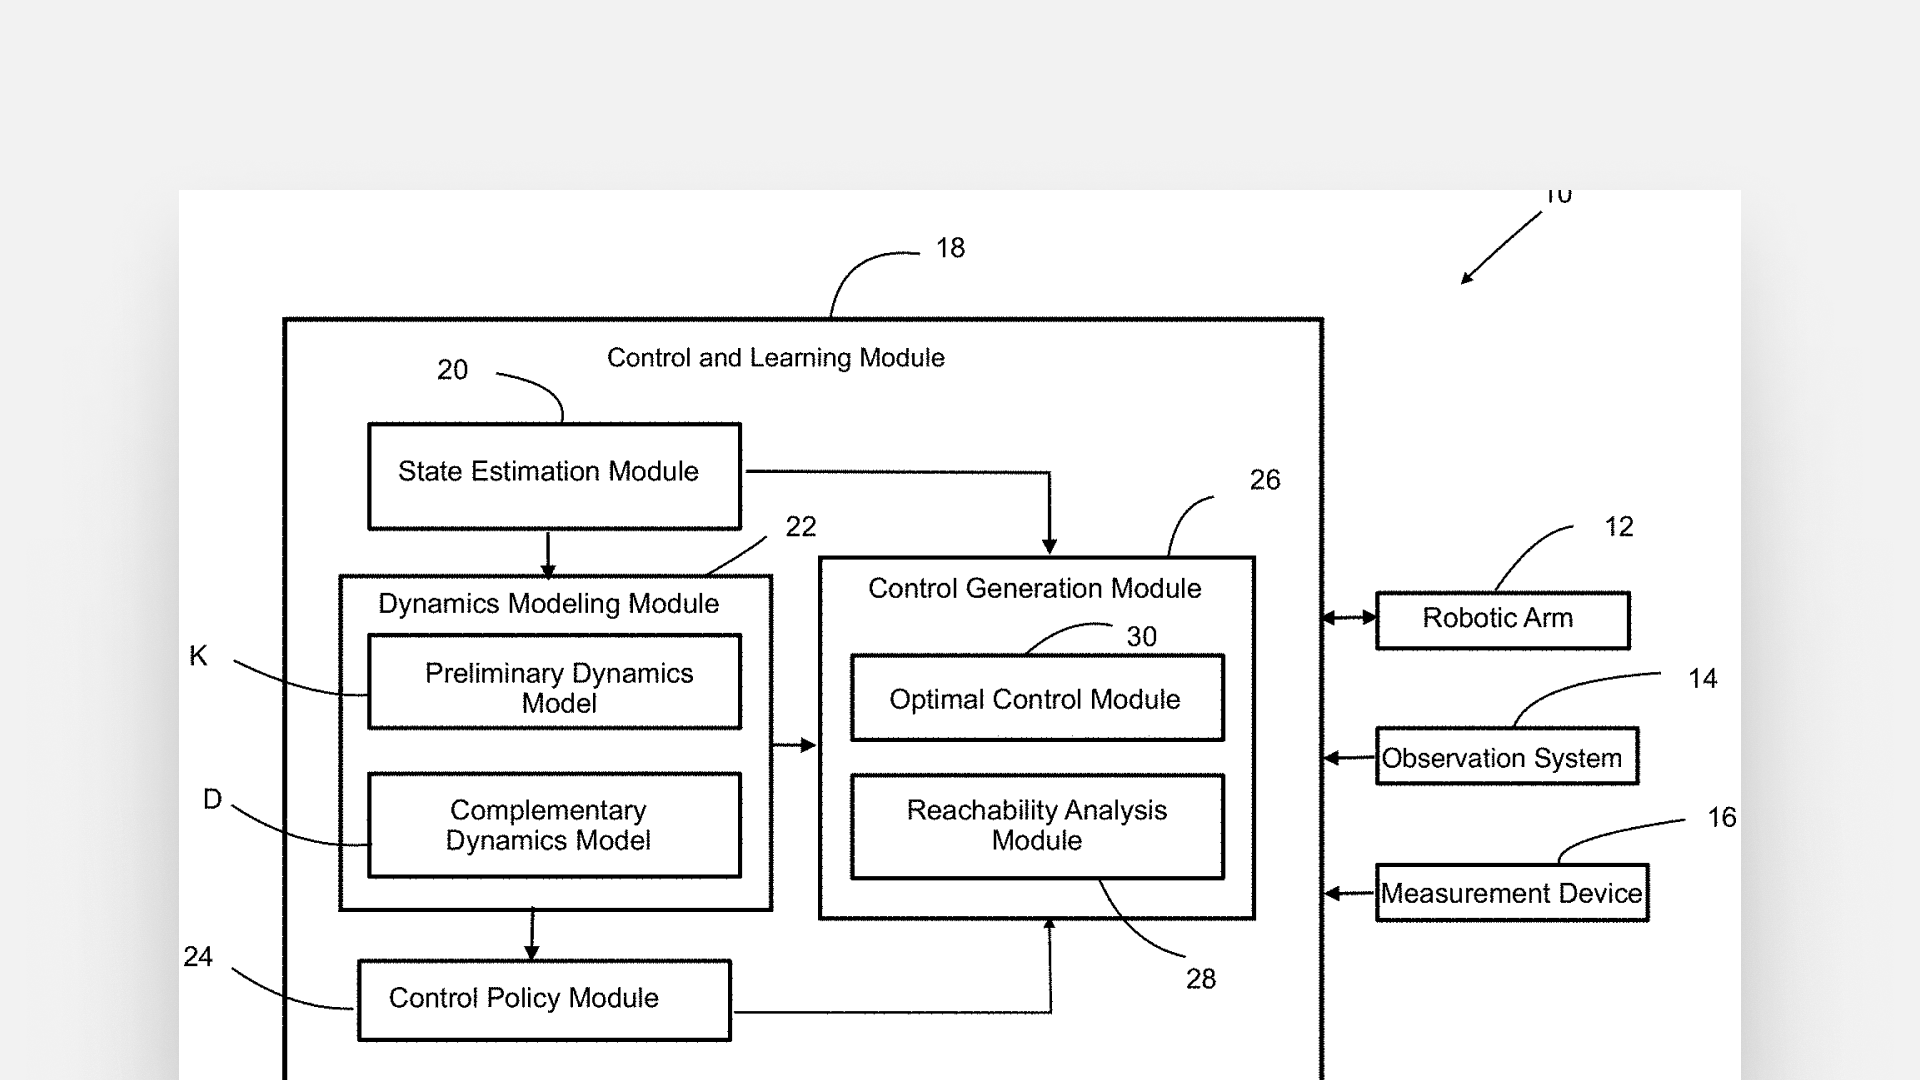 10
18
Control and Learning Module
20
State Estimation Module
26
22
12
Dynamics Modeling Module
Control Generation Module
Robotic Arm
30
K
Preliminary Dynamics
Model
Optimal Control Module
14
Observation System
D
Complementary
Dynamics Model
Reachability Analysis
Module
16
Measurement Device
24
Control Policy Module
28